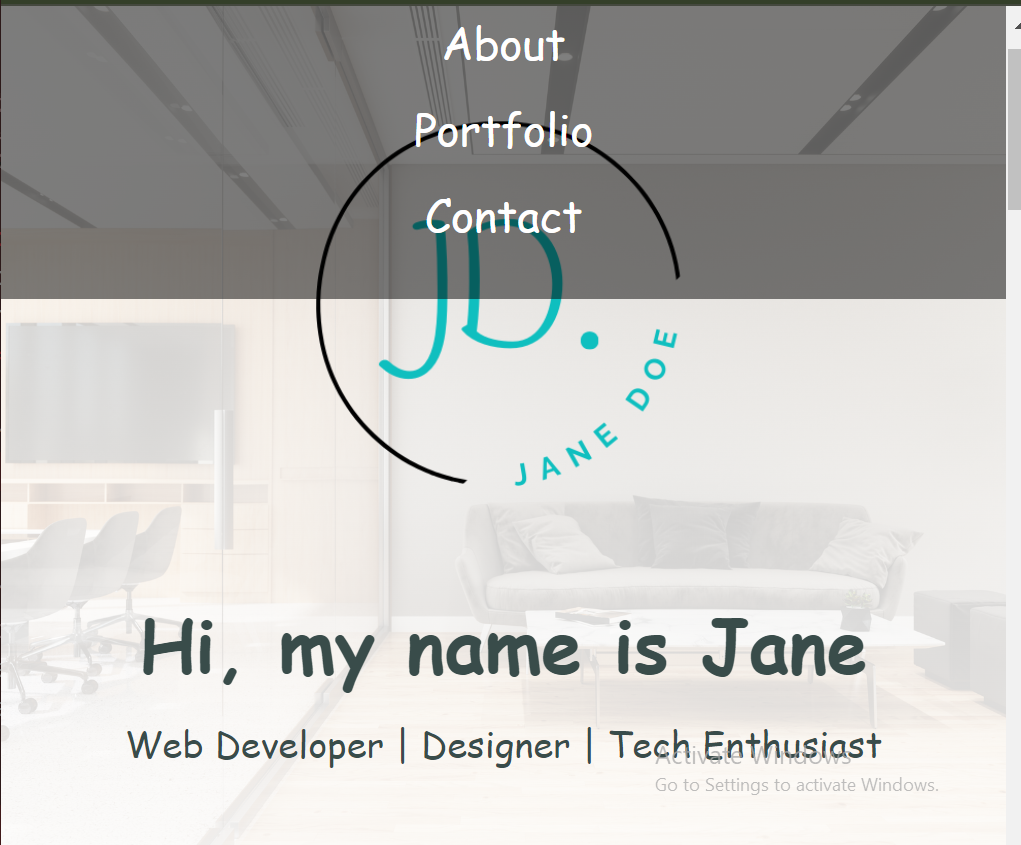 About
Portfolio
Contact
JD.
JANE DOE
Hi, my name is Jane
Web Developer | Designer | Tech Enthusiast
Activate Windows
Go to Settings to activate Windows.